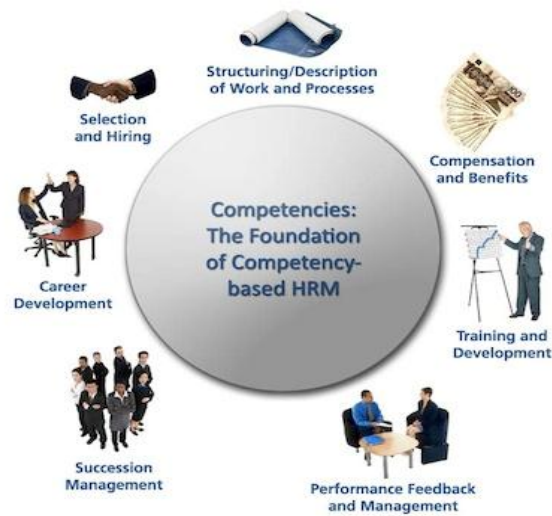 Structuring/Description
of Work and Processes
Selection
and Hiring
Compensation
and Benefits
Competencies:
The Foundation
of Competency-
based HRM
Career
Development
Training and
Development
Succession
Management
Performance Feedback
and Management